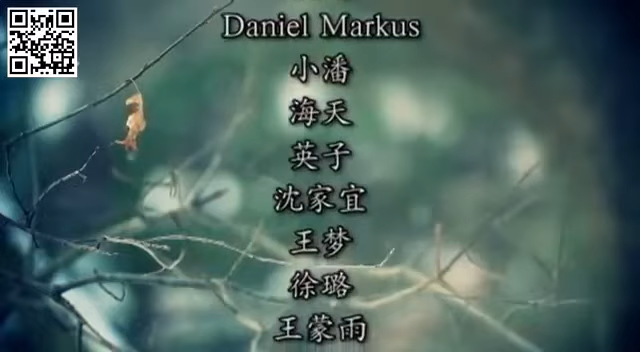 Daniel Markus
小潘
海天
英子
沈家宜
王梦
徐璐
王蒙雨